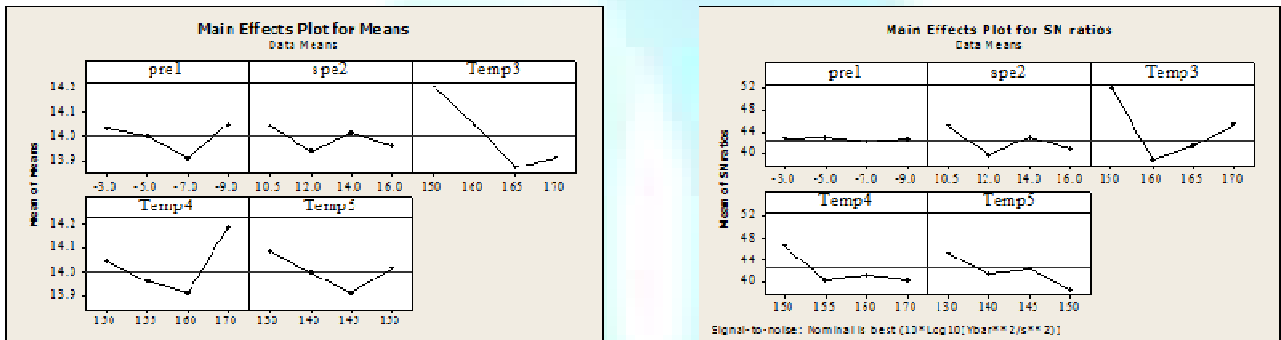 Main Effects Plot for Means
Data Means
pre1 spe2 Temp3
14.2
14.1
14.0
13.9
-3.0 -5.0 -7.0 -9.0 10.5 12.0 14.0 16.0 150 160 165 170
Mean of Means
Temp4 Temp5
14.2
14.1
14.0
13.9
150 155 160 170 130 140 145 150
Main Effects Plot for SN ratios
Data Means
pre1 spe2 Temp3
52
48
44
40
-3.0 -5.0 -7.0 -9.0 10.5 12.0 14.0 16.0 150 160 165 170
Mean of SN ratios
Temp4 Temp5
52
48
44
40
150 155 160 170 130 140 145 150
Signal-to-noise: Nominal is best (10*Log10(Ybar**2/s**2))